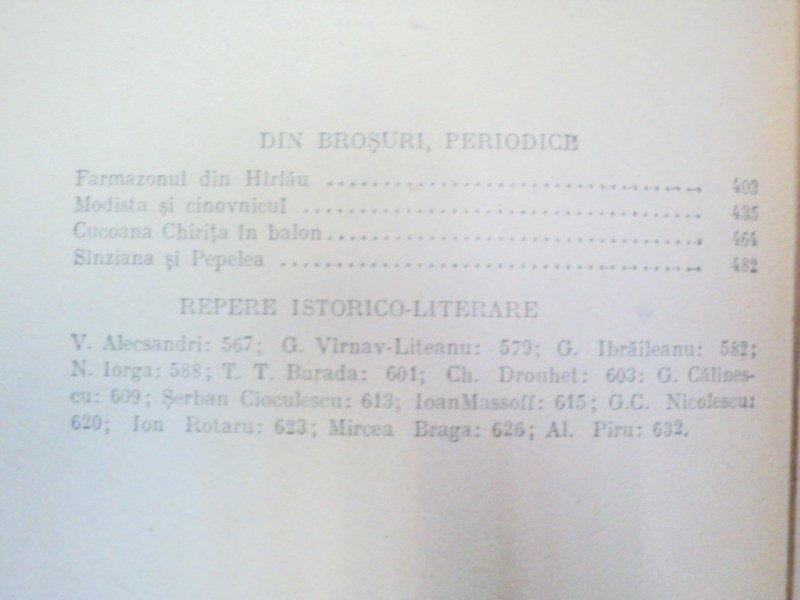 DIN BROȘURI, PERIODICE
Farmazonul din Hîrlău .......................................... 403
Modista și cinovnicul .......................................... 435
Cucoana Chirița în balon.......................................... 464
Sînziana și Pepelea .......................................... 482
REPERE ISTORICO-LITERARE
V. Alecsandri: 567; G. Vîrnav-Liteanu: 579; G. Ibrăileanu: 582;
N. Iorga: 588; T. T. Burada: 601; Ch. Drouhet: 603; G. Călines-
cu: 609; Șerban Cioculescu: 613; IoanMassoff: 615; G.C. Nicolescu:
620; Ion Rotaru: 623; Mircea Braga: 626; Al. Piru: 632.